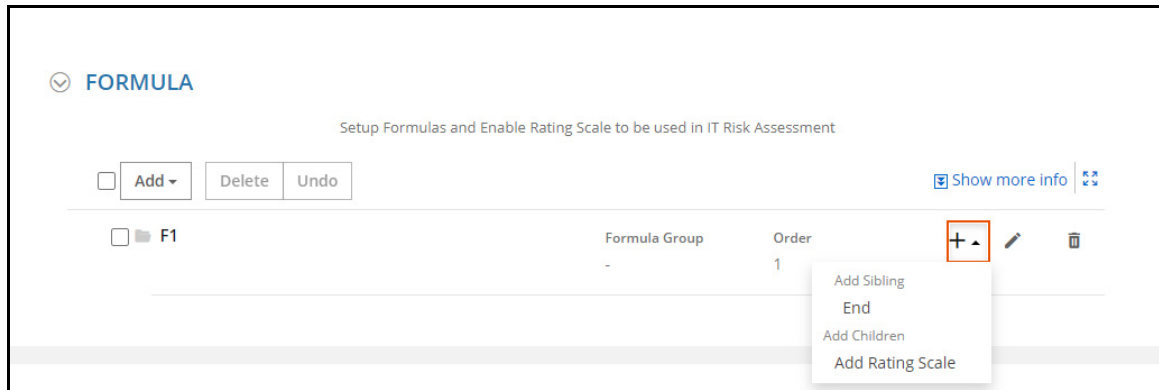 FORMULA
Setup Formulas and Enable Rating Scale to be used in IT Risk Assessment
Add Delete Undo Show more info
F1 Formula Group Order
- 1
Add Sibling
End
Add Children
Add Rating Scale